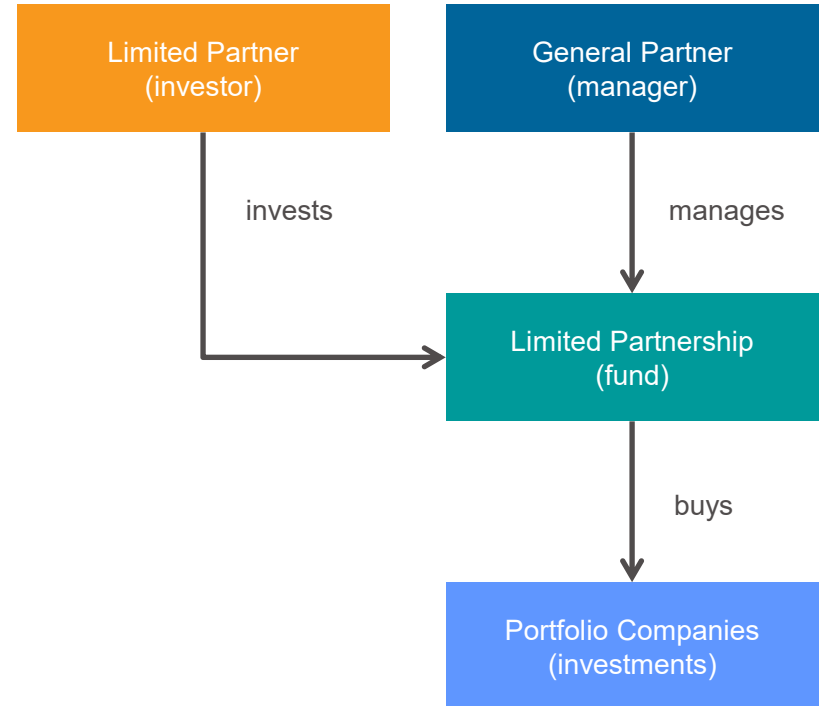 Limited Partner
(investor)
General Partner
(manager)
invests
manages
Limited Partnership
(fund)
buys
Portfolio Companies
(investments)